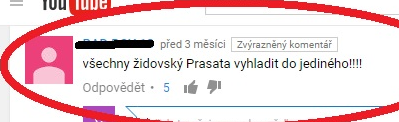 YouTube
před 3 měsíci Zvýrazněný komentář
všechny židovský Prasata vyhladit do jediného!!!!
Odpovědět • 5